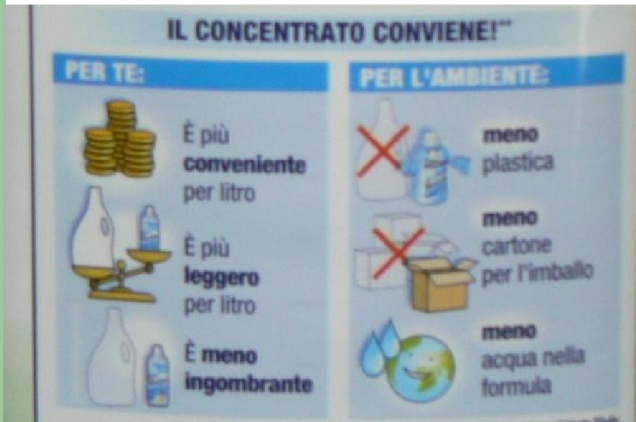 IL CONCENTRATO CONVIENE!**
PER TE:
È più
conveniente
per litro
È più
leggero
per litro
È meno
ingombrante
PER L'AMBIENTE:
meno
plastica
meno
cartone
per l'imballo
meno
acqua nella
formula